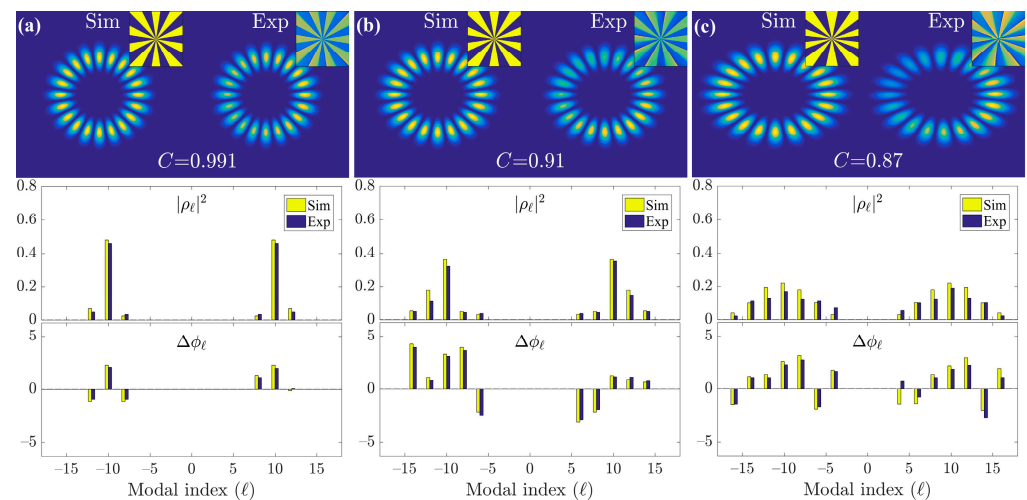 (a) Sim Exp
C=0.991
(b) Sim Exp
C=0.91
(c) Sim Exp
C=0.87
0.8
0.6
0.4
0.2
0
|ρℓ|²
Sim
Exp
5
0
−5
Δϕℓ
−15 −10 −5 0 5 10 15
Modal index (ℓ)
0.8
0.6
0.4
0.2
0
|ρℓ|²
Sim
Exp
5
0
−5
Δϕℓ
−15 −10 −5 0 5 10 15
Modal index (ℓ)
0.8
0.6
0.4
0.2
0
|ρℓ|²
Sim
Exp
5
0
−5
Δϕℓ
−15 −10 −5 0 5 10 15
Modal index (ℓ)